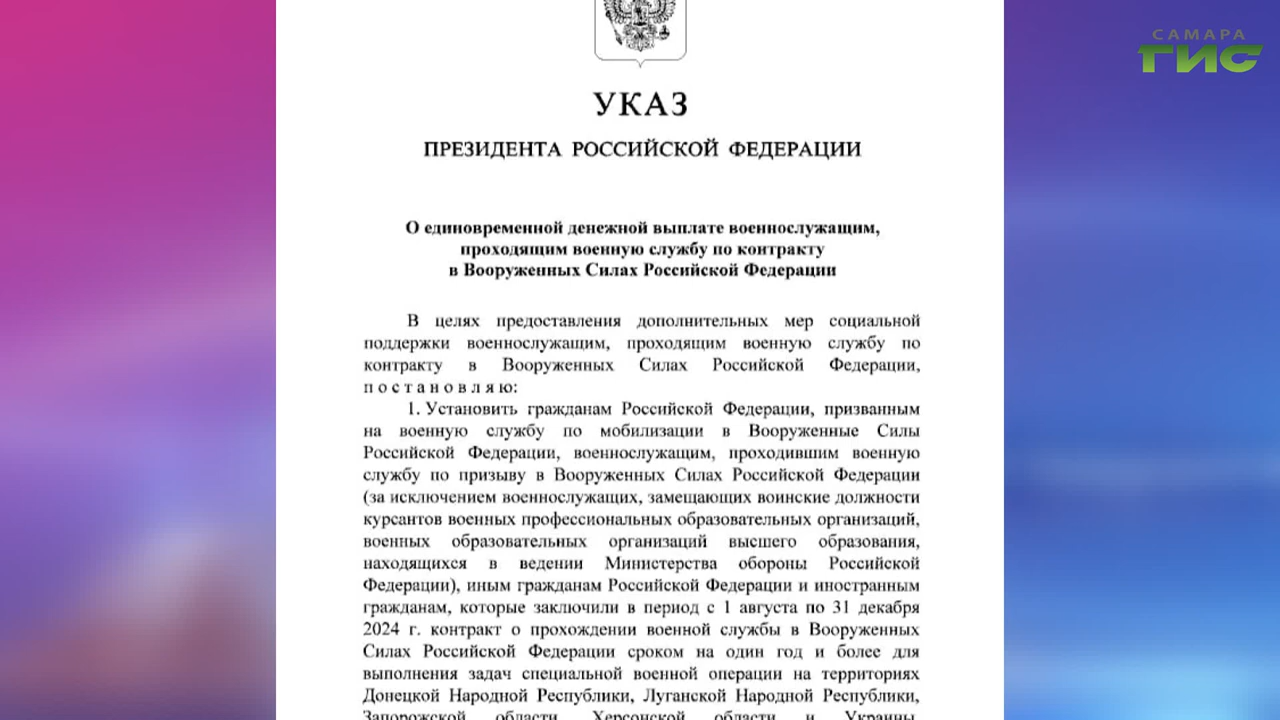 САМАРА
ГИС
УКАЗ
ПРЕЗИДЕНТА РОССИЙСКОЙ ФЕДЕРАЦИИ
О единовременной денежной выплате военнослужащим,
проходящим военную службу по контракту
в Вооруженных Силах Российской Федерации
В целях предоставления дополнительных мер социальной
поддержки военнослужащим, проходящим военную службу по
контракту в Вооруженных Силах Российской Федерации,
п о с т а н о в л я ю:
1. Установить гражданам Российской Федерации, призванным
на военную службу по мобилизации в Вооруженные Силы
Российской Федерации, военнослужащим, проходившим военную
службу по призыву в Вооруженных Силах Российской Федерации
(за исключением военнослужащих, замещающих воинские должности
курсантов военных профессиональных образовательных организаций,
военных образовательных организаций высшего образования,
находящихся в ведении Министерства обороны Российской
Федерации), иным гражданам Российской Федерации и иностранным
гражданам, которые заключили в период с 1 августа по 31 декабря
2024 г. контракт о прохождении военной службы в Вооруженных
Силах Российской Федерации сроком на один год и более для
выполнения задач специальной военной операции на территориях
Донецкой Народной Республики, Луганской Народной Республики,
Запорожской области, Херсонской области и Украины,